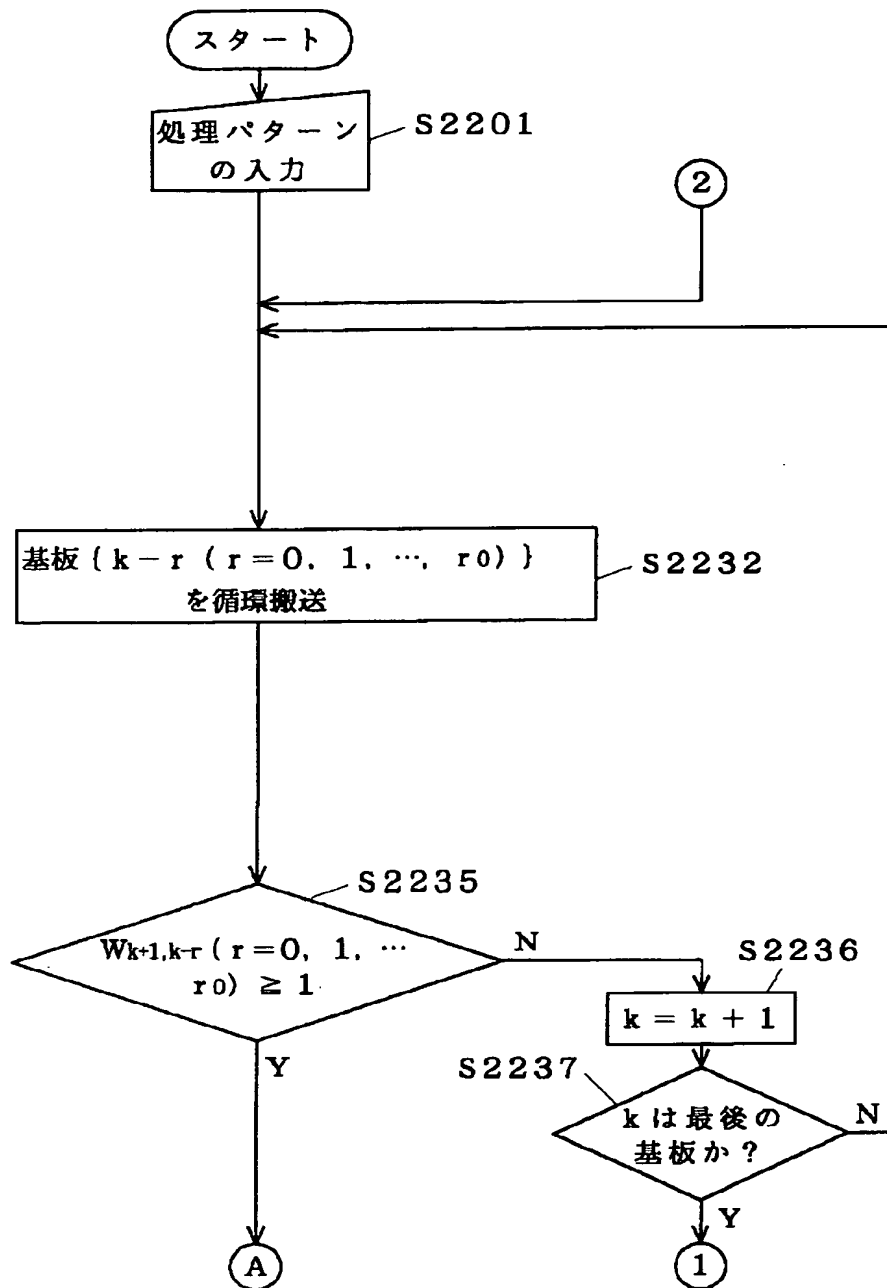 スタート
処理パターン
の入力
S2201
2
基板{k-r (r=0, 1, …, r0)}
を循環搬送
S2232
S2235
Wk+1,k-r(r=0, 1, …
r0) ≧ 1
N
Y
S2236
k=k+1
S2237
kは最後の
基板か?
N
Y
A
1